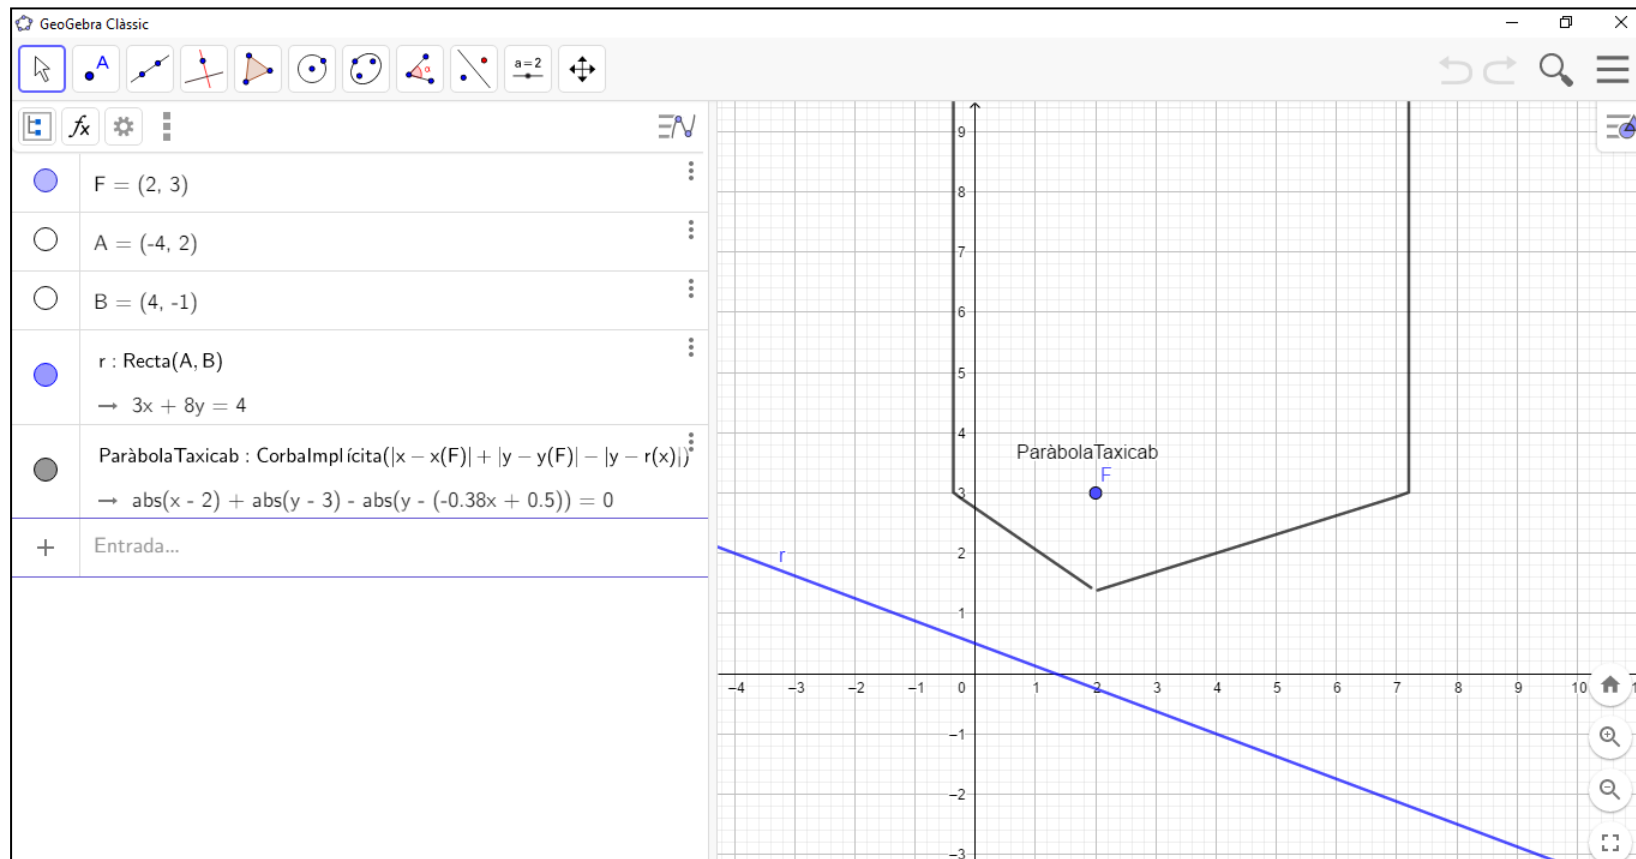 GeoGebra Clàssic
A
α
a=2
fx
F = (2, 3)
A = (-4, 2)
B = (4, -1)
r : Recta(A, B)
→ 3x + 8y = 4
ParàbolaTaxicab : CorbaImplícita(|x − x(F)| + |y − y(F)| − |y − r(x)|)
→ abs(x - 2) + abs(y - 3) - abs(y - (-0.38x + 0.5)) = 0
+ Entrada...
9
8
7
6
5
4
ParàbolaTaxicab
F
3
2
r
1
−4 −3 −2 −1 0 1 2 3 4 5 6 7 8 9 10
−1
−2
−3